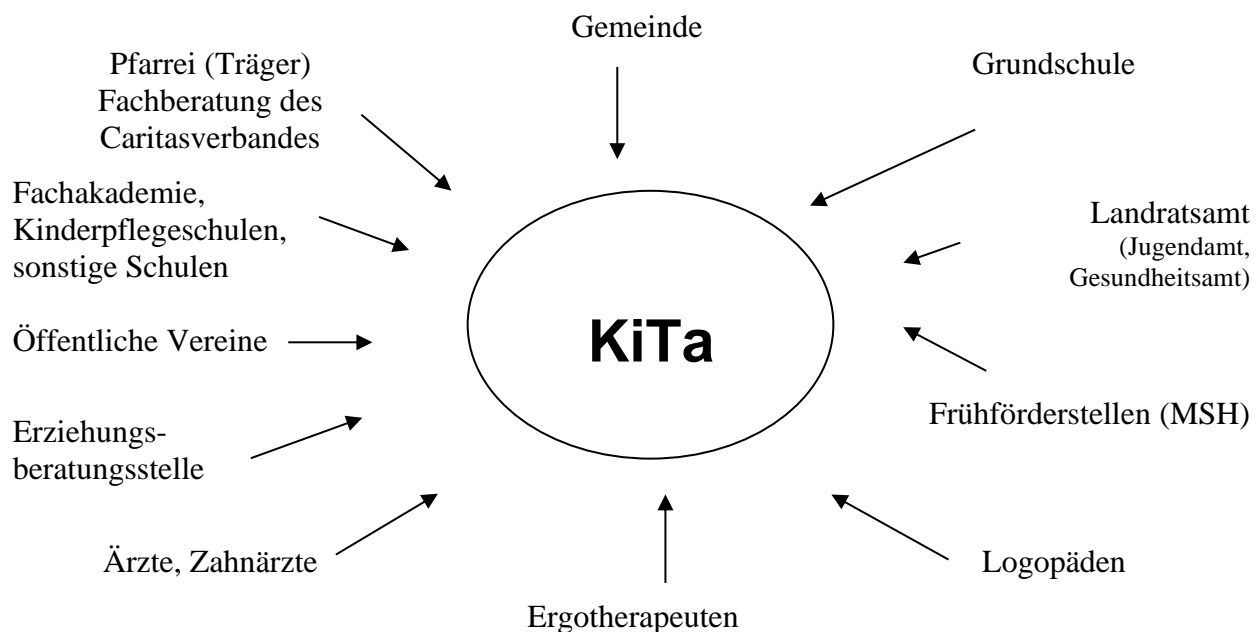 Gemeinde
Pfarrei (Träger)
Fachberatung des
Caritasverbandes
Grundschule
Fachakademie,
Kinderpflegeschulen,
sonstige Schulen
Landratsamt
(Jugendamt,
Gesundheitsamt)
Öffentliche Vereine
KiTa
Frühförderstellen (MSH)
Erziehungs-
beratungsstelle
Ärzte, Zahnärzte
Logopäden
Ergotherapeuten